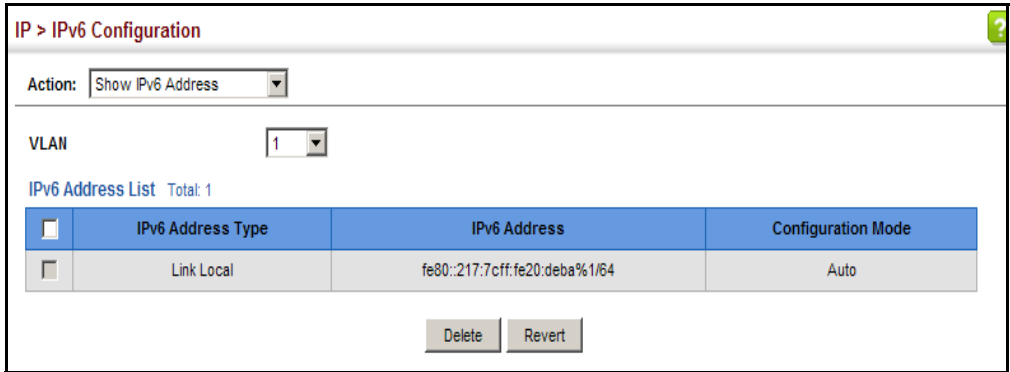 IP > IPv6 Configuration
?
Action: Show IPv6 Address
VLAN 1
IPv6 Address List Total: 1
IPv6 Address Type IPv6 Address Configuration Mode
Link Local fe80::217:7cff:fe20:deba%1/64 Auto
Delete Revert